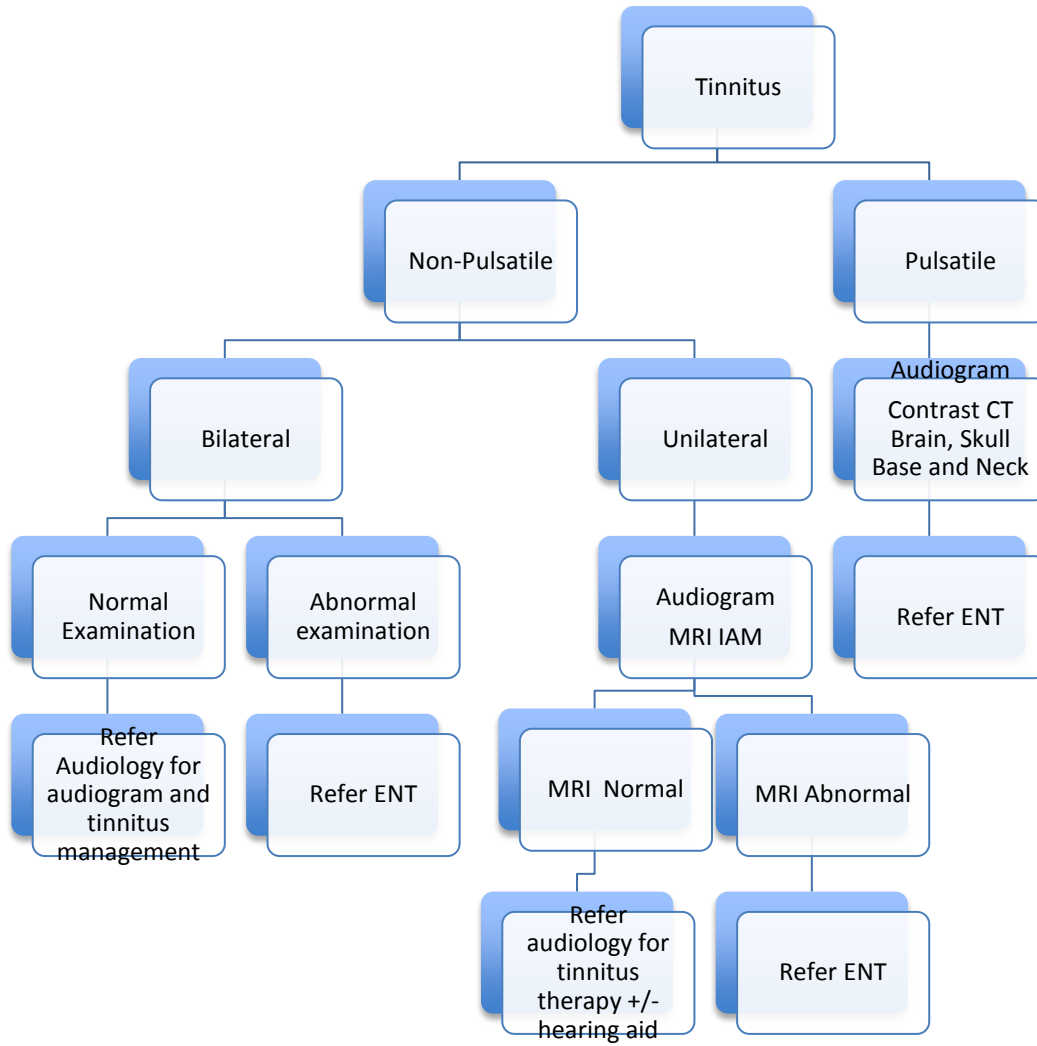 Tinnitus
Non-Pulsatile
Pulsatile
Bilateral
Unilateral
Audiogram
Contrast CT
Brain, Skull
Base and Neck
Normal
Examination
Abnormal
examination
Audiogram
MRI IAM
Refer ENT
Refer
Audiology for
audiogram and
tinnitus
management
Refer ENT
MRI  Normal
MRI Abnormal
Refer
audiology for
tinnitus
therapy +/-
hearing aid
Refer ENT